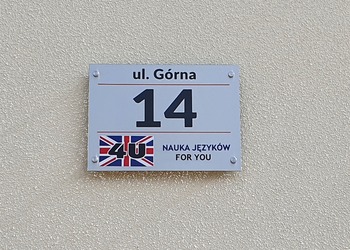 ul. Górna
14
4U
NAUKA JĘZYKÓW
FOR YOU